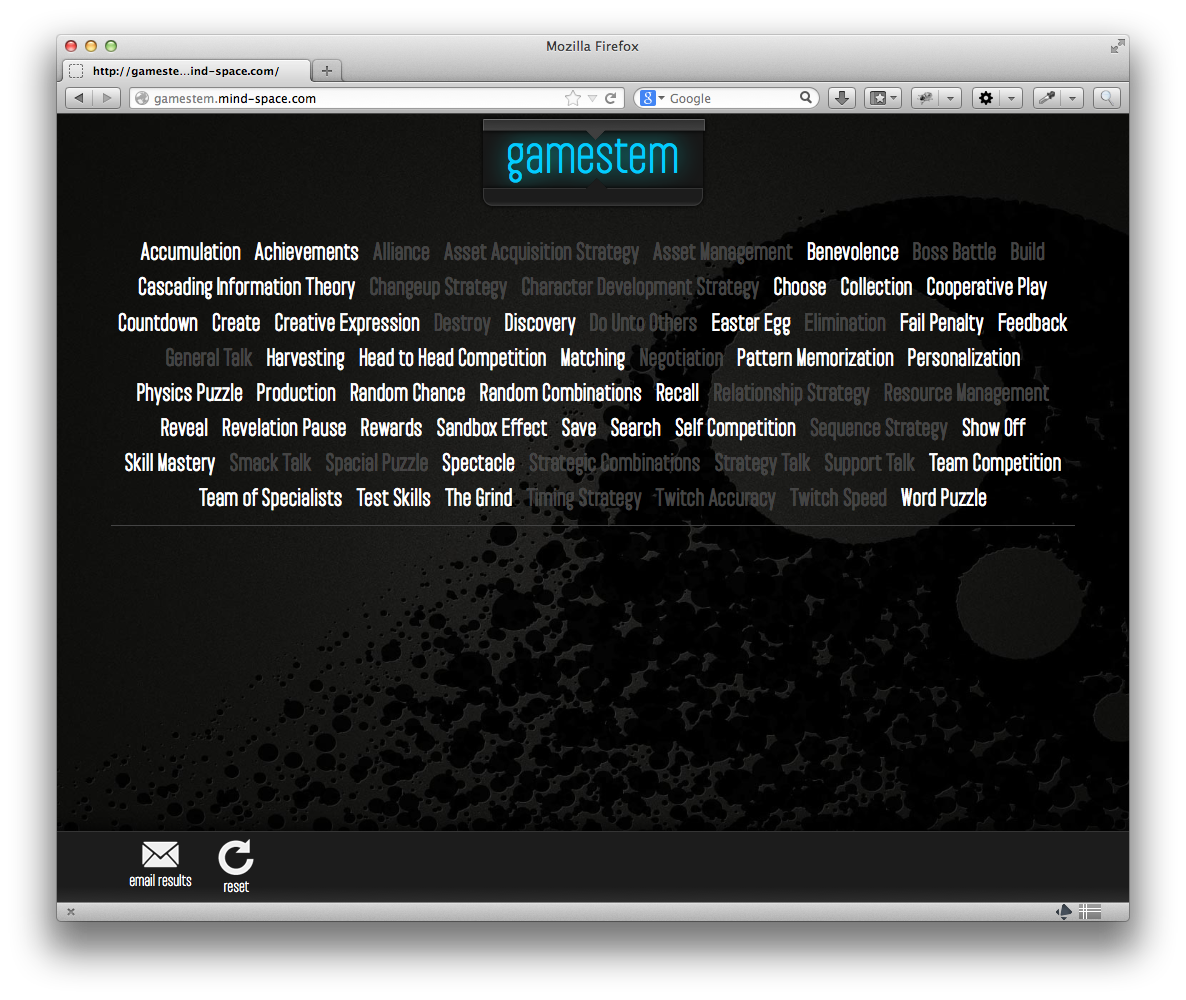 Mozilla Firefox
http://gameste...ind-space.com/
gamestem.mind-space.com
8 Google
gamestem
Accumulation Achievements Alliance Asset Acquisition Strategy Asset Management Benevolence Boss Battle Build
Cascading Information Theory Changeup Strategy Character Development Strategy Choose Collection Cooperative Play
Countdown Create Creative Expression Destroy Discovery Do Unto Others Easter Egg Elimination Fail Penalty Feedback
General Talk Harvesting Head to Head Competition Matching Negotiation Pattern Memorization Personalization
Physics Puzzle Production Random Chance Random Combinations Recall Relationship Strategy Resource Management
Reveal Revelation Pause Rewards Sandbox Effect Save Search Self Competition Sequence Strategy Show Off
Skill Mastery Smack Talk Spacial Puzzle Spectacle Strategic Combinations Strategy Talk Support Talk Team Competition
Team of Specialists Test Skills The Grind Timing Strategy Twitch Accuracy Twitch Speed Word Puzzle
email results
reset